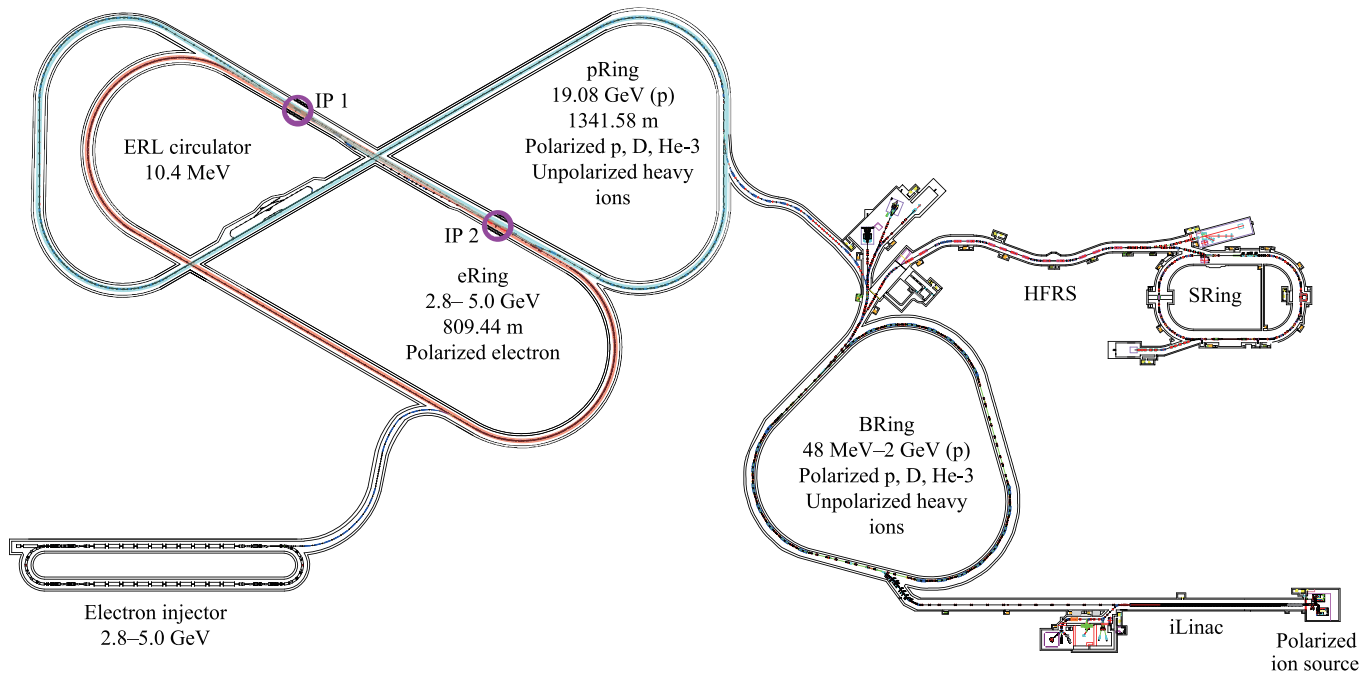 IP 1
pRing
19.08 GeV (p)
1341.58 m
Polarized p, D, He-3
Unpolarized heavy
ions
ERL circulator
10.4 MeV
IP 2
eRing
2.8– 5.0 GeV
809.44 m
Polarized electron
HFRS
SRing
BRing
48 MeV–2 GeV (p)
Polarized p, D, He-3
Unpolarized heavy
ions
Electron injector
2.8–5.0 GeV
iLinac
Polarized
ion source